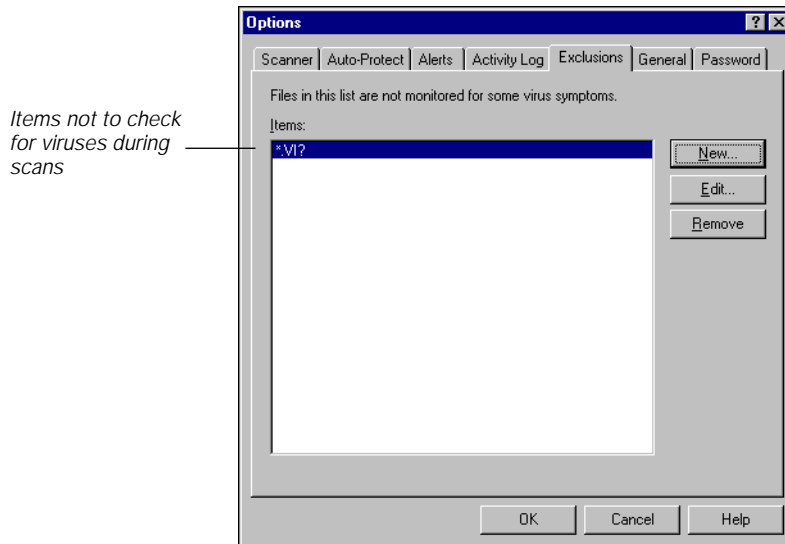 Options
Scanner Auto-Protect Alerts Activity Log Exclusions General Password
Files in this list are not monitored for some virus symptoms.
Items:
*.VI?
New...
Edit...
Remove
OK Cancel Help
Items not to check
for viruses during
scans